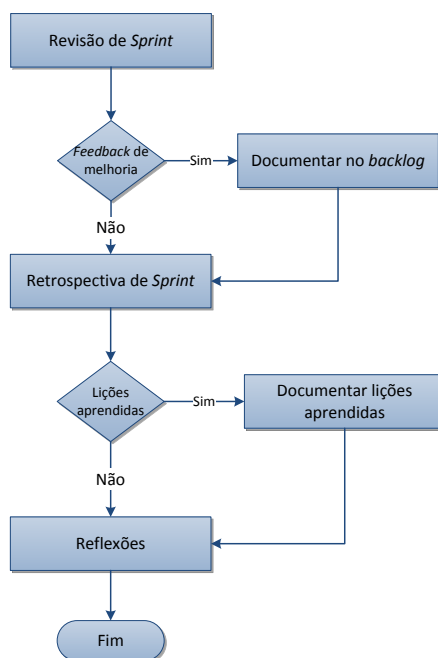 Revisão de Sprint
Feedback de
melhoria
Sim
Documentar no backlog
Não
Retrospectiva de Sprint
Lições
aprendidas
Sim
Documentar lições
aprendidas
Não
Reflexões
Fim